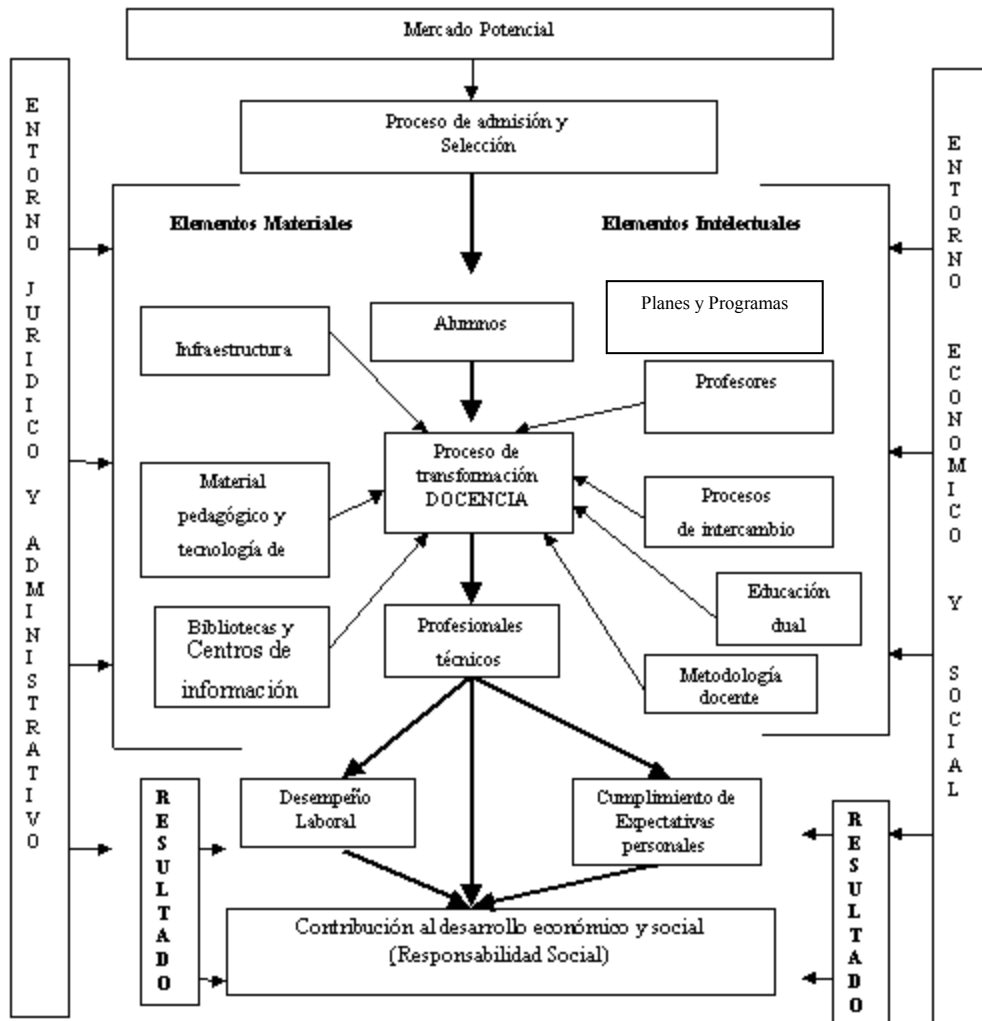 Mercado Potencial
Proceso de admisión y
Selección
ENTORNO JURIDICO Y ADMINISTRATIVO
ENTORNO ECONOMICO Y SOCIAL
Elementos Materiales
Elementos Intelectuales
Planes y Programas
Alumnos
Infraestructura
Profesores
Proceso de
transformación
DOCENCIA
Material
pedagógico y
tecnología de
Procesos
de intercambio
Educación
dual
Bibliotecas y
Centros de
información
Profesionales
técnicos
Metodología
docente
RESULTADO
Desempeño
Laboral
Cumplimiento de
Expectativas
personales
RESULTADO
Contribución al desarrollo económico y social
(Responsabilidad Social)